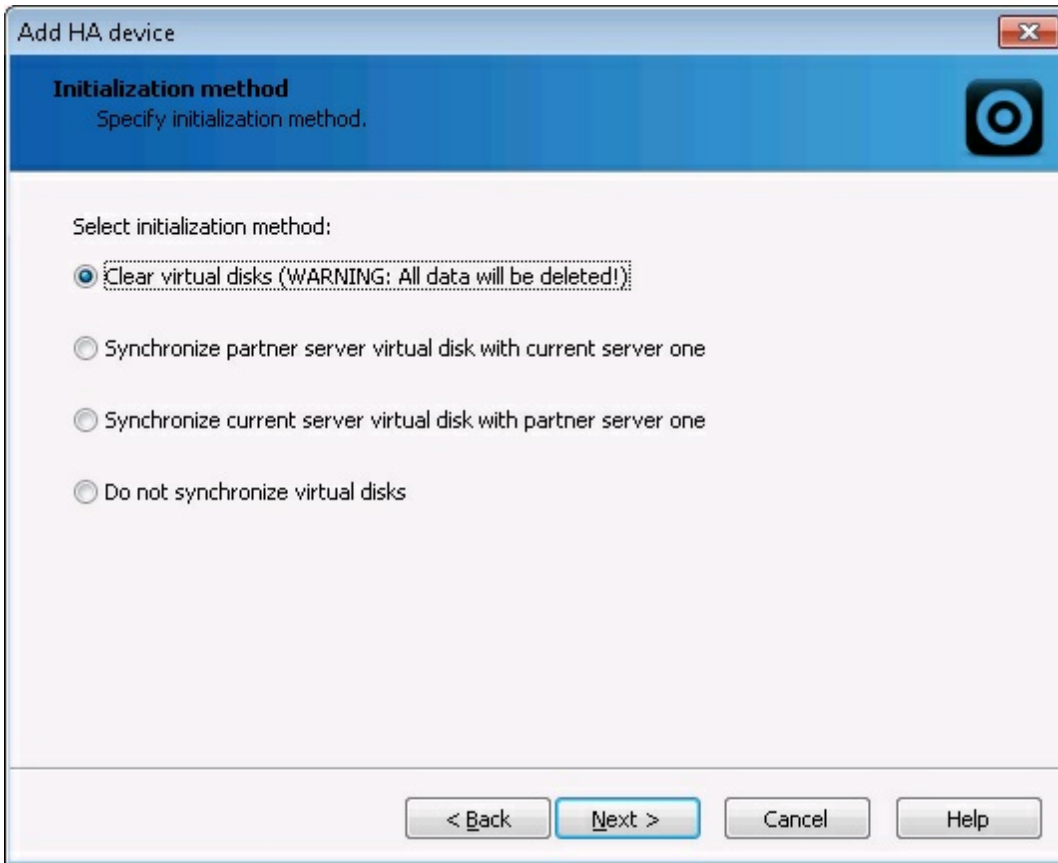 Add HA device
Initialization method
Specify initialization method.
Select initialization method:
Clear virtual disks (WARNING: All data will be deleted!)
Synchronize partner server virtual disk with current server one
Synchronize current server virtual disk with partner server one
Do not synchronize virtual disks
< Back Next > Cancel Help